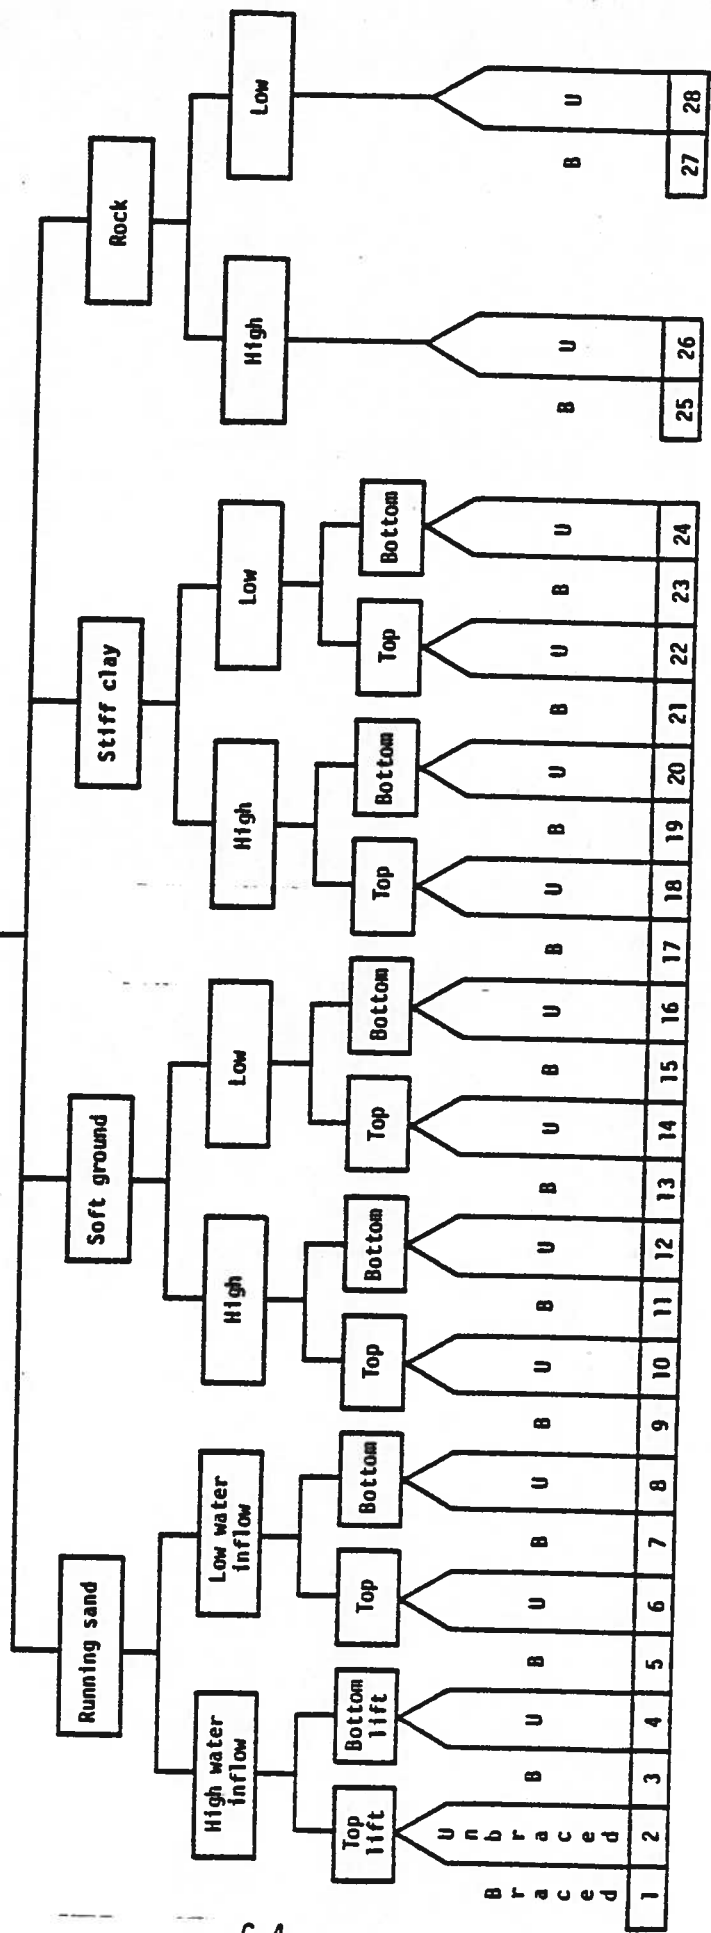 Running sand
Soft ground
Stiff clay
Rock
High water
inflow
Low water
inflow
High
Low
High
Low
High
Low
Top
lift
Bottom
lift
Top
Bottom
Top
Bottom
Top
Bottom
Top
Bottom
Top
Bottom
Braced
Unbraced
B
U
B
U
B
U
B
U
B
U
B
U
B
U
B
U
B
U
B
U
B
U
B
U
B
U
1 2 3 4 5 6 7 8 9 10 11 12 13 14 15 16 17 18 19 20 21 22 23 24 25 26 27 28